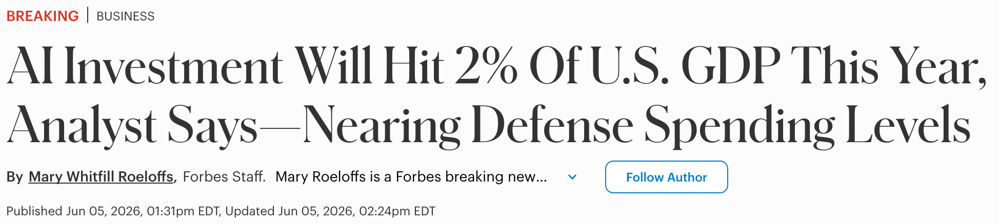 BREAKING | BUSINESS
AI Investment Will Hit 2% Of U.S. GDP This Year,
Analyst Says—Nearing Defense Spending Levels
By Mary Whitfill Roeloffs, Forbes Staff. Mary Roeloffs is a Forbes breaking new... Follow Author
Published Jun 05, 2026, 01:31pm EDT, Updated Jun 05, 2026, 02:24pm EDT